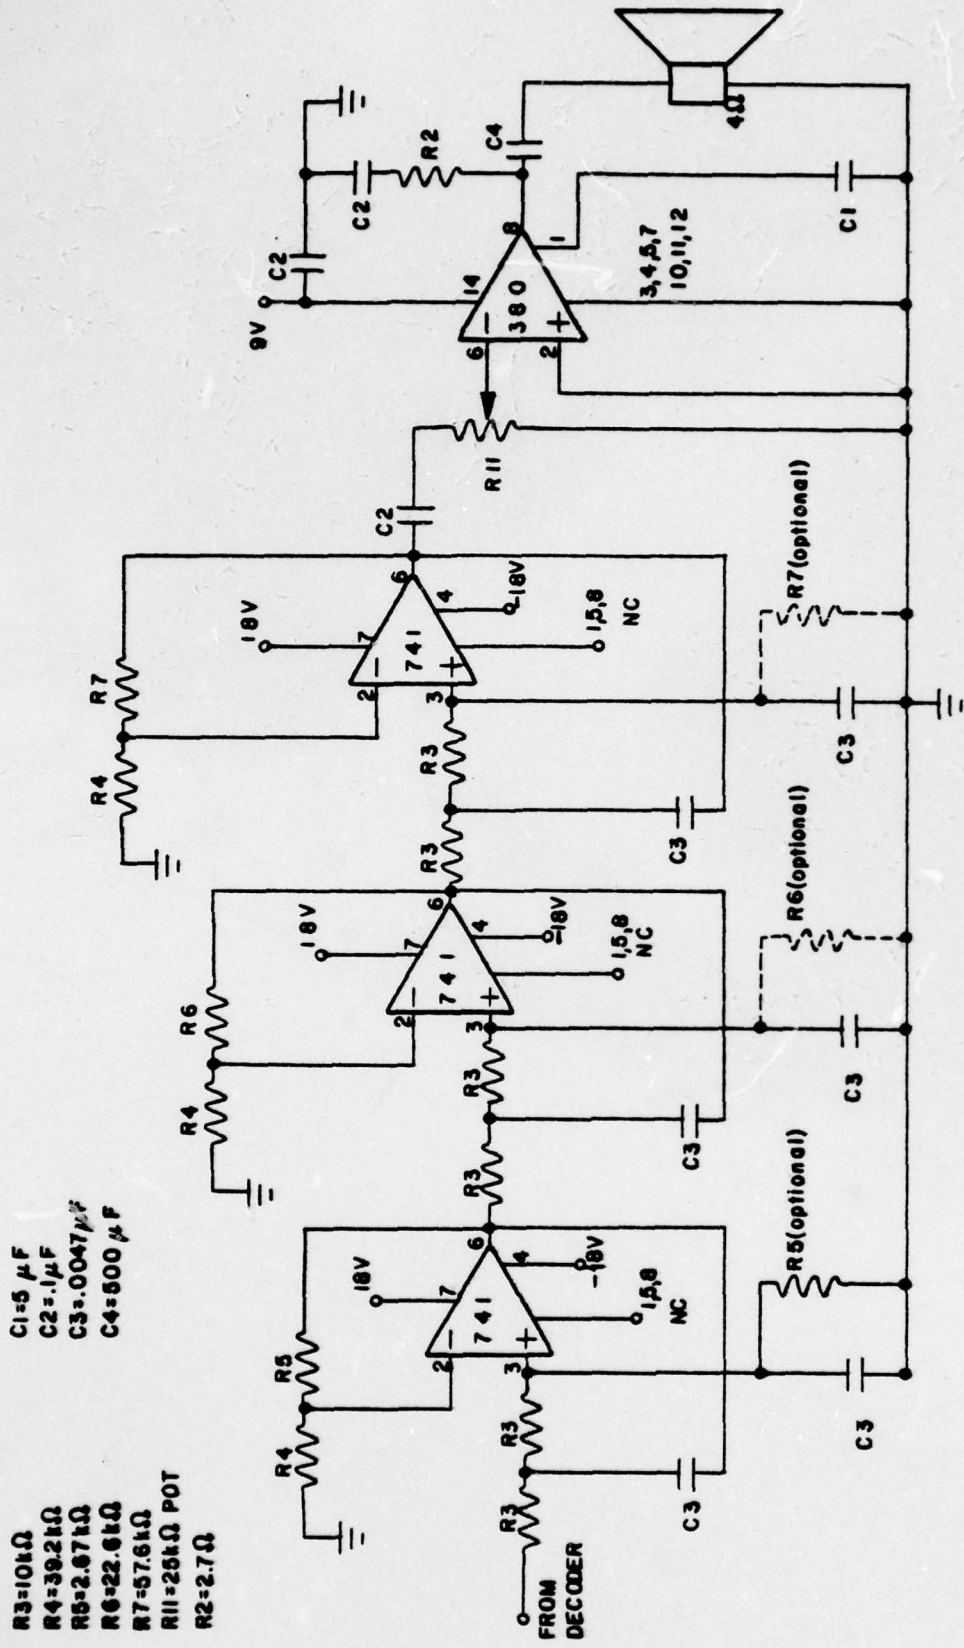 R3=10kΩ
R4=39.2kΩ
R5=2.67kΩ
R6=22.6kΩ
R7=57.6kΩ
R11=25kΩ POT
R2=2.7Ω
C1=5 μF
C2=.1μF
C3=.0047μF
C4=500μF
FROM
DECODER
R3
R3
C3
R4
R5
2
3
741
−
+
7
18V
6
4
-18V
1,5,8
NC
R5(optional)
C3
R3
R3
C3
R4
R6
2
3
741
−
+
7
18V
6
4
-18V
1,5,8
NC
R6(optional)
C3
R3
R3
C3
R4
R7
2
3
741
−
+
7
18V
6
4
-18V
1,5,8
NC
R7(optional)
C3
C2
R11
6
2
380
−
+
14
9V
C2
C2
R2
8
1
3,4,5,7
10,11,12
C4
C1
4Ω